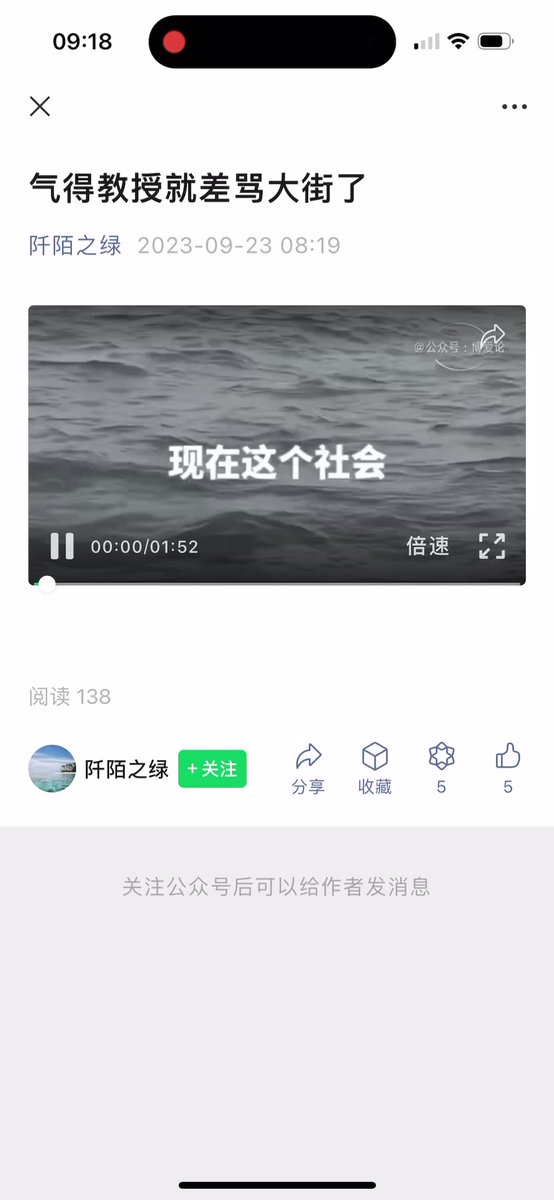 09:18
气得教授就差骂大街了
阡陌之绿 2023-09-23 08:19
@公众号：博爱论
现在这个社会
00:00/01:52 倍速
阅读 138
阡陌之绿 +关注
分享 收藏 5 5
关注公众号后可以给作者发消息